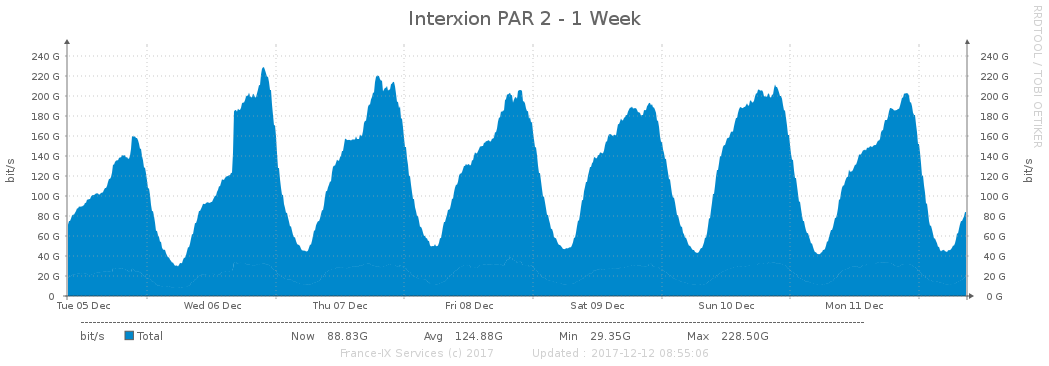 Interxion PAR 2 - 1 Week
RRDTOOL / TOBI OETIKER
bit/s
240 G 240 G
220 G 220 G
200 G 200 G
180 G 180 G
160 G 160 G
140 G 140 G
120 G 120 G
100 G 100 G
80 G 80 G
60 G 60 G
40 G 40 G
20 G 20 G
0 0 G
bit/s
Tue 05 Dec Wed 06 Dec Thu 07 Dec Fri 08 Dec Sat 09 Dec Sun 10 Dec Mon 11 Dec
bit/s Total Now 88.83G Avg 124.88G Min 29.35G Max 228.50G
France-IX Services (c) 2017 Updated : 2017-12-12 08:55:06